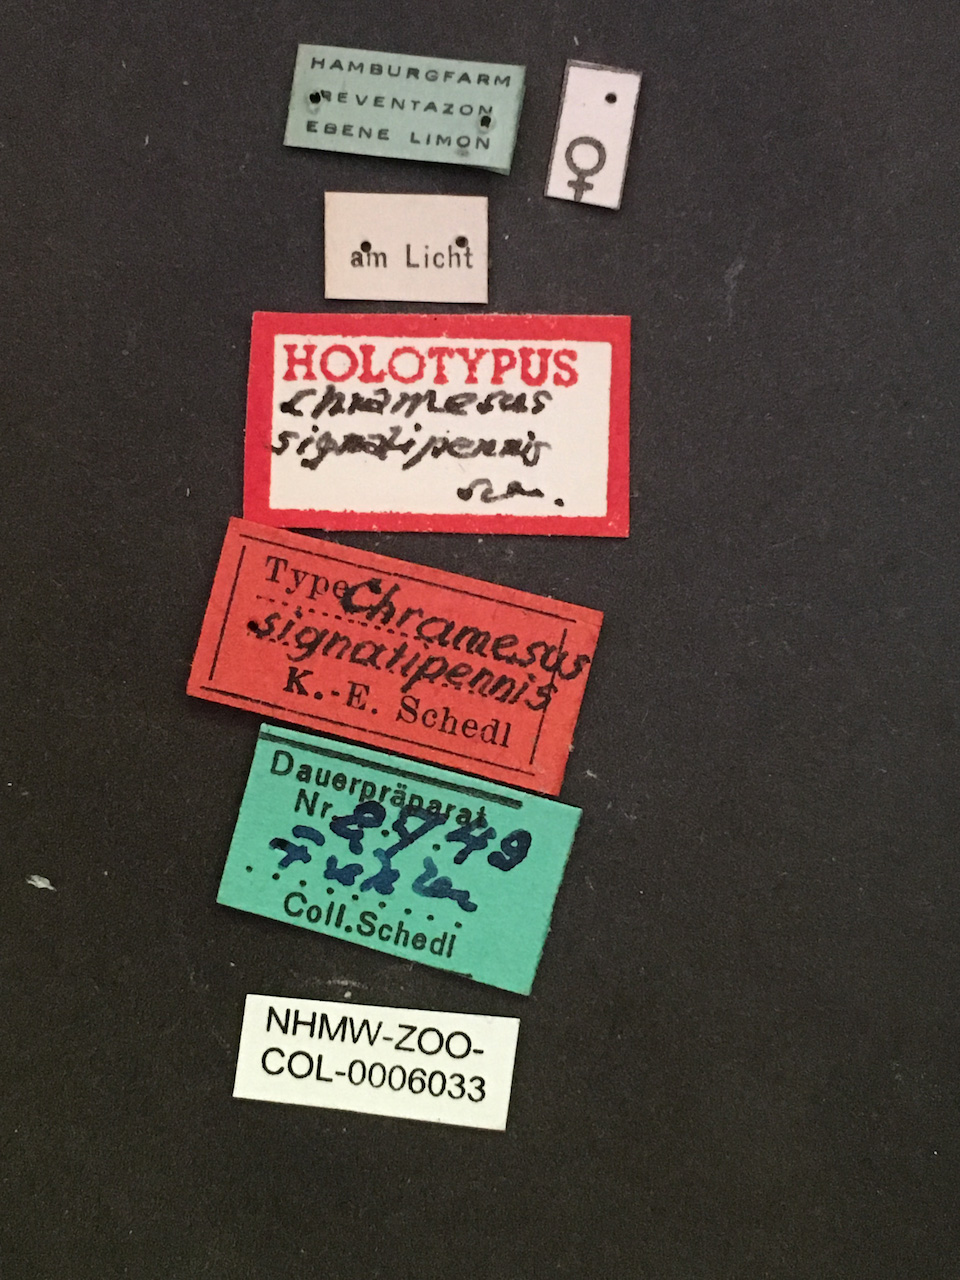 HAMBURGFARM
REVENTAZON
EBENE LIMON
♀
am Licht
HOLOTYPUS
Chramesus
signatipennis
Type Chramesus
signatipennis
K.-E. Schedl
Dauerpräparat
Nr. 2749
Coll.Schedl
NHMW-ZOO-
COL-0006033